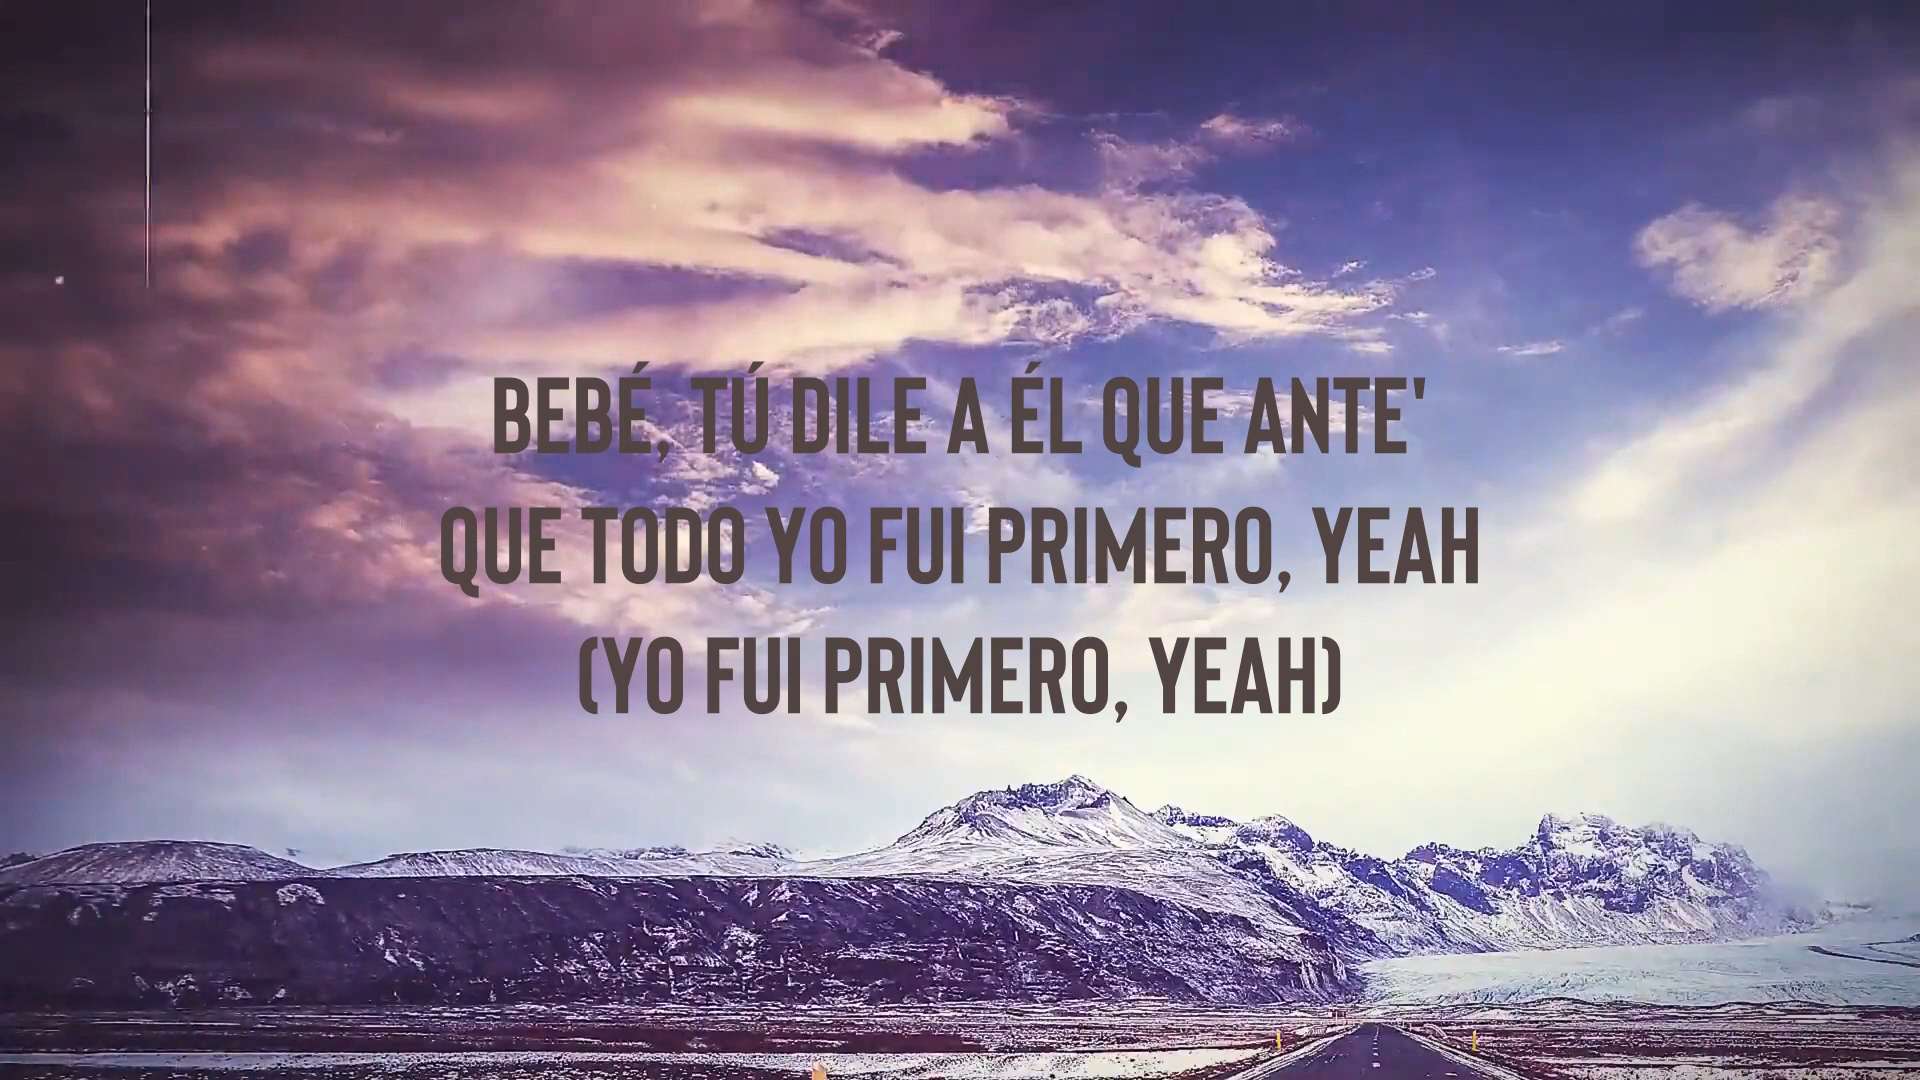 BEBÉ, TÚ DILE A ÉL QUE ANTE'
QUE TODO YO FUI PRIMERO, YEAH
(YO FUI PRIMERO, YEAH)